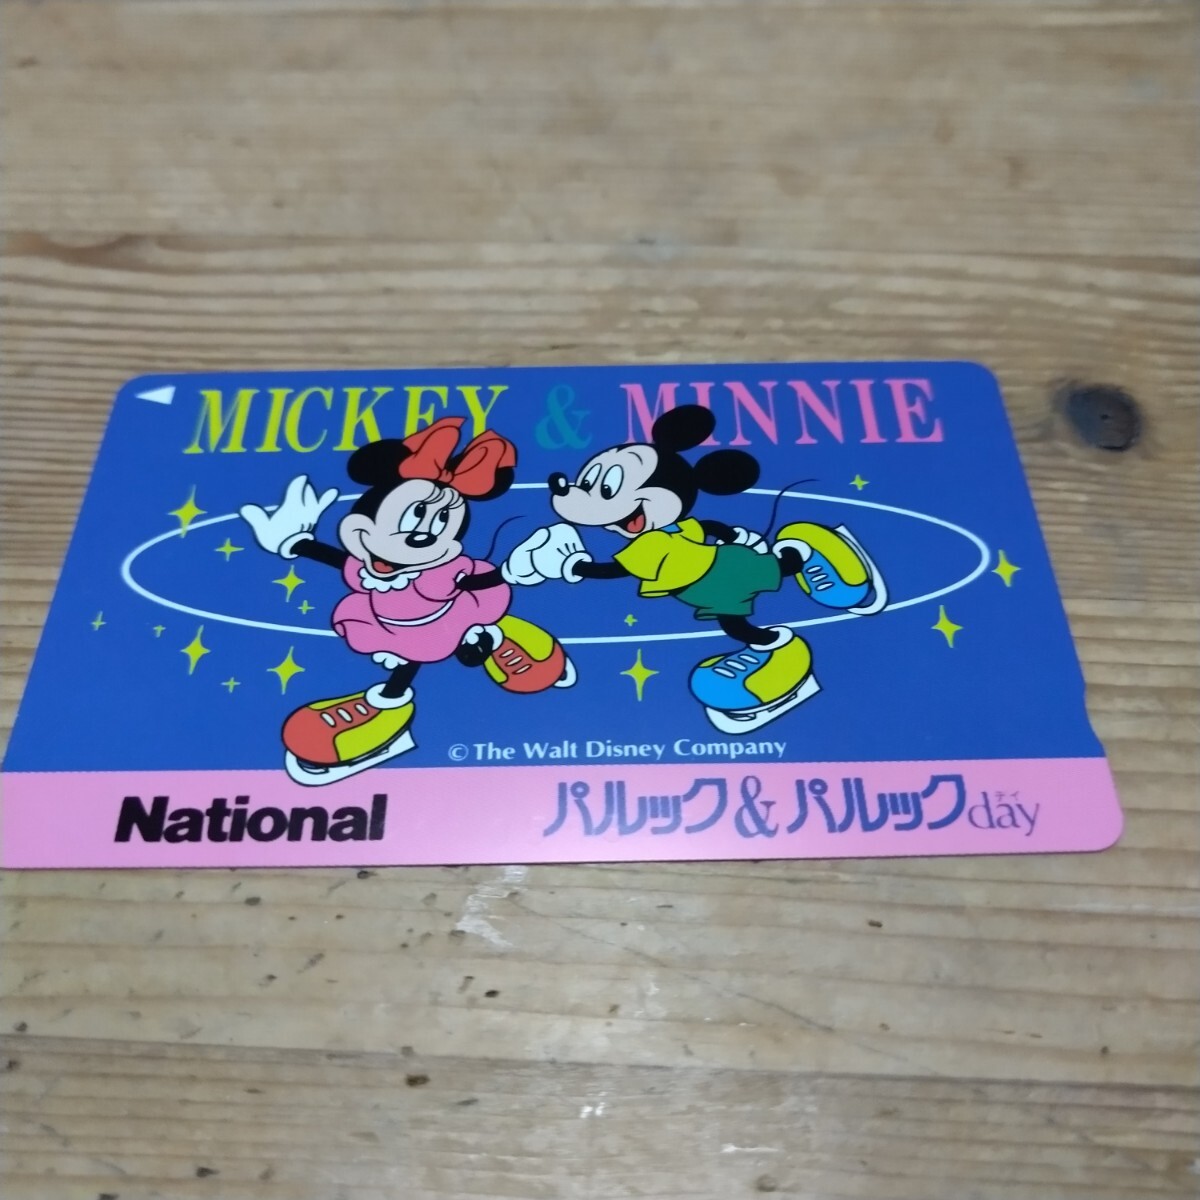 MICKEY & MINNIE
© The Walt Disney Company
National パルック&パルックdayデイ